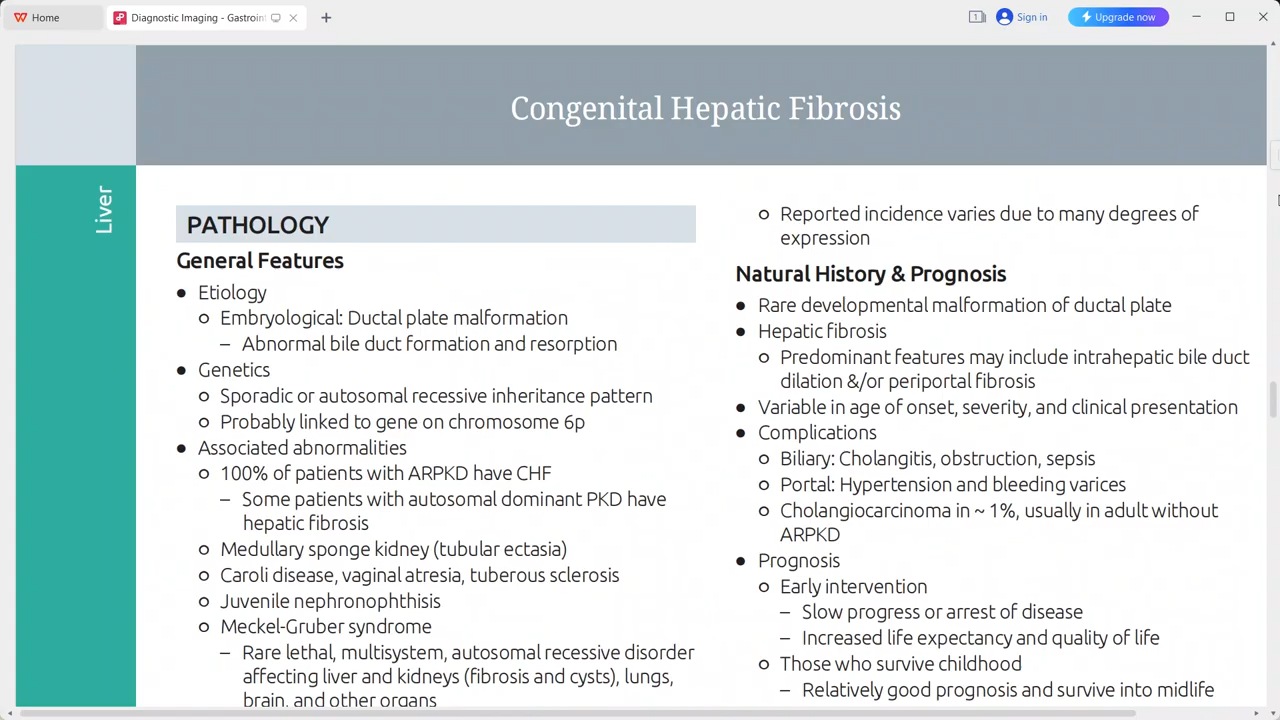 Home
Diagnostic Imaging - Gastroint
1
Sign in
Upgrade now
Congenital Hepatic Fibrosis
Liver
PATHOLOGY
General Features
● Etiology
○ Embryological: Ductal plate malformation
– Abnormal bile duct formation and resorption
● Genetics
○ Sporadic or autosomal recessive inheritance pattern
○ Probably linked to gene on chromosome 6p
● Associated abnormalities
○ 100% of patients with ARPKD have CHF
– Some patients with autosomal dominant PKD have
hepatic fibrosis
○ Medullary sponge kidney (tubular ectasia)
○ Caroli disease, vaginal atresia, tuberous sclerosis
○ Juvenile nephronophthisis
○ Meckel-Gruber syndrome
– Rare lethal, multisystem, autosomal recessive disorder
affecting liver and kidneys (fibrosis and cysts), lungs,
brain, and other organs
○ Reported incidence varies due to many degrees of
expression
Natural History & Prognosis
● Rare developmental malformation of ductal plate
● Hepatic fibrosis
○ Predominant features may include intrahepatic bile duct
dilation &/or periportal fibrosis
● Variable in age of onset, severity, and clinical presentation
● Complications
○ Biliary: Cholangitis, obstruction, sepsis
○ Portal: Hypertension and bleeding varices
○ Cholangiocarcinoma in ~ 1%, usually in adult without
ARPKD
● Prognosis
○ Early intervention
– Slow progress or arrest of disease
– Increased life expectancy and quality of life
○ Those who survive childhood
– Relatively good prognosis and survive into midlife